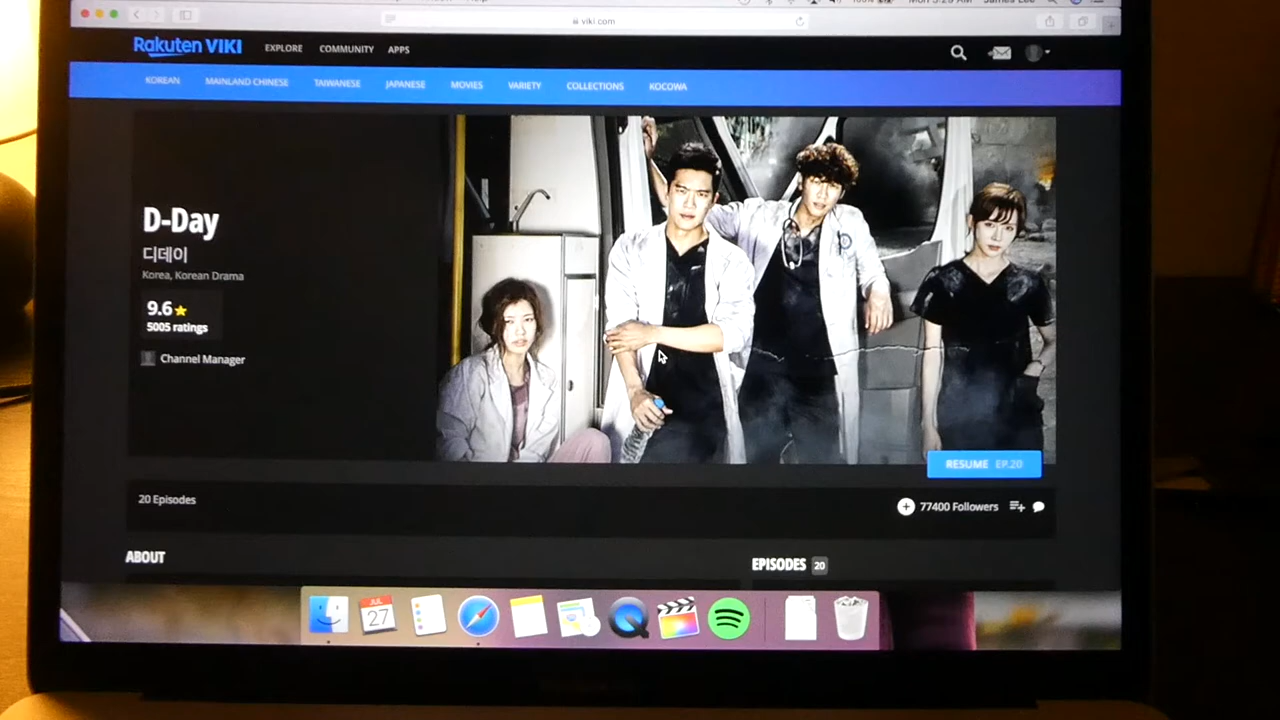 viki.com
Rakuten VIKI
EXPLORE COMMUNITY APPS
KOREAN MAINLAND CHINESE TAIWANESE JAPANESE MOVIES VARIETY COLLECTIONS KOCOWA
D-Day
디데이
Korea, Korean Drama
9.6
5005 ratings
Channel Manager
RESUME EP.20
20 Episodes
77400 Followers
ABOUT
EPISODES 20
JUL
27